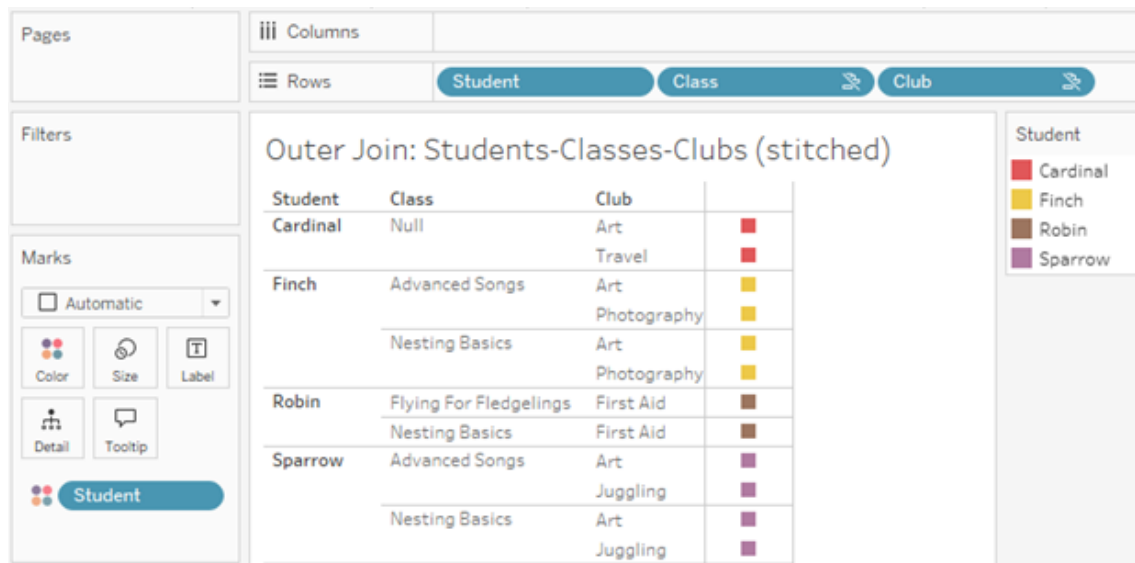 Pages
Columns
Rows
Student Class Club
Filters
Marks
Automatic
Color Size Label
Detail Tooltip
Student
Outer Join: Students-Classes-Clubs (stitched)
Student Class Club
Cardinal Null Art
Travel
Finch Advanced Songs Art
Photography
Nesting Basics Art
Photography
Robin Flying For Fledgelings First Aid
Nesting Basics First Aid
Sparrow Advanced Songs Art
Juggling
Nesting Basics Art
Juggling
Student
Cardinal
Finch
Robin
Sparrow